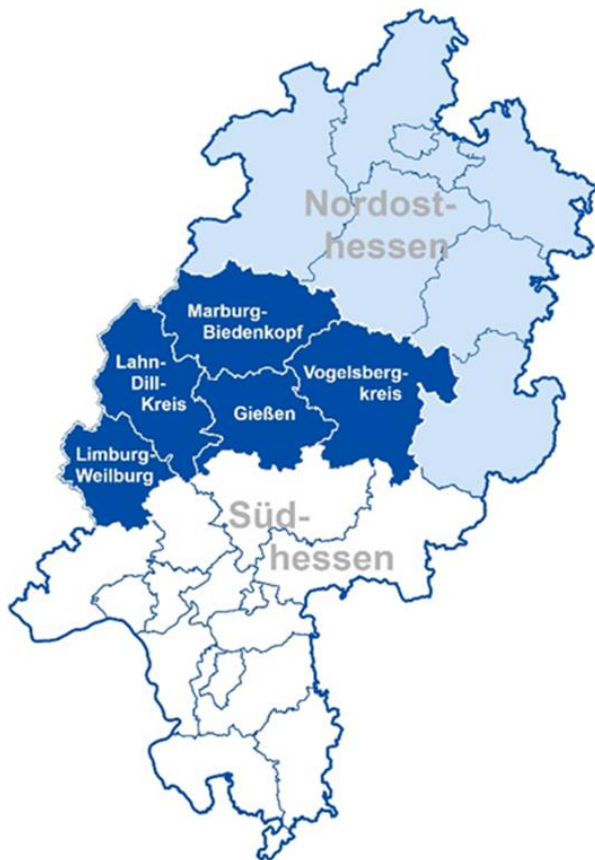 Nordost-
hessen
Marburg-
Biedenkopf
Lahn-
Dill-
Kreis
Vogelsberg-
kreis
Gießen
Limburg-
Weilburg
Süd-
hessen